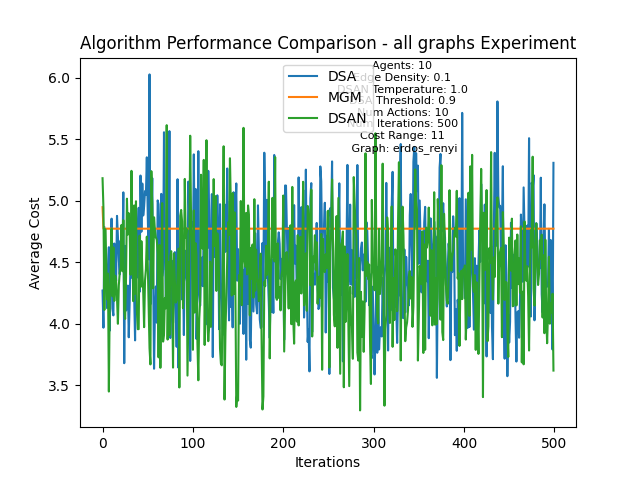 Algorithm Performance Comparison - all graphs Experiment
Agents: 10
Edge Density: 0.1
DSAN Temperature: 1.0
DSA Threshold: 0.9
Num Actions: 10
Num Iterations: 500
Cost Range: 11
Graph: erdos_renyi
DSA
MGM
DSAN
Average Cost
6.0
5.5
5.0
4.5
4.0
3.5
0
100
200
300
400
500
Iterations